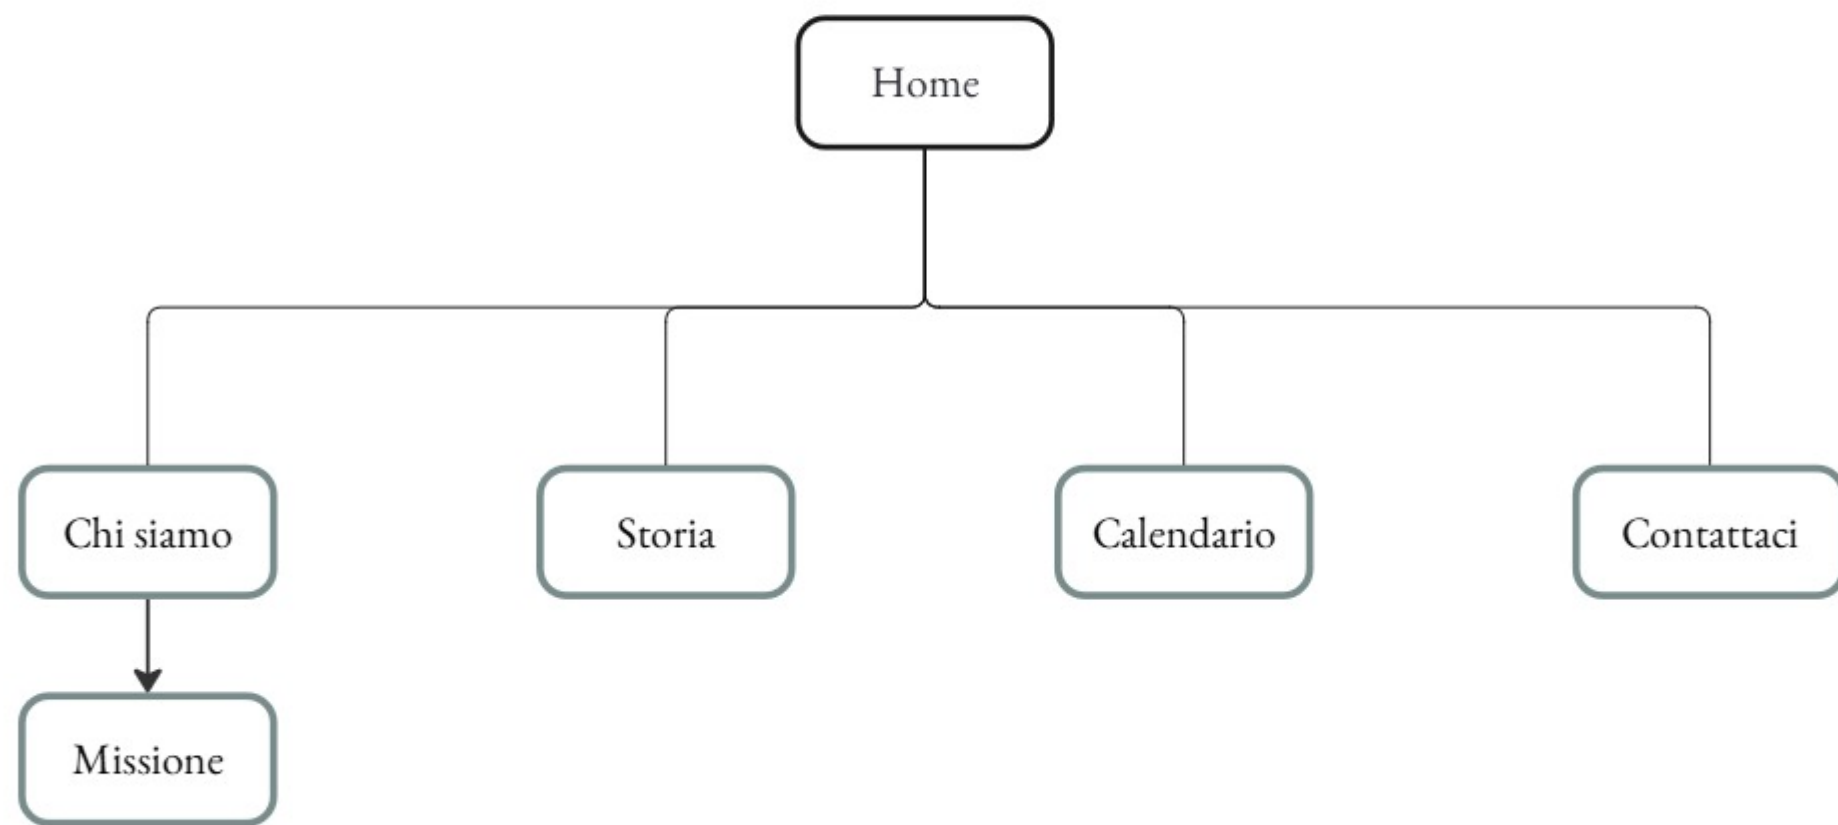 Home
Chi siamo
Storia
Calendario
Contattaci
Missione